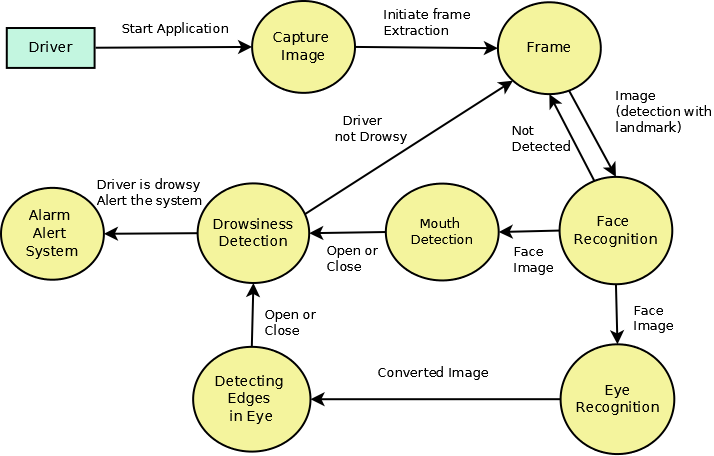 Driver
Start Application
Capture
Image
Initiate frame
Extraction
Frame
Image
(detection with
landmark)
Not
Detected
Driver
not Drowsy
Driver is drowsy
Alert the system
Alarm
Alert
System
Drowsiness
Detection
Open or
Close
Mouth
Detection
Face
Image
Face
Recognition
Face
Image
Open or
Close
Detecting
Edges
in Eye
Converted Image
Eye
Recognition